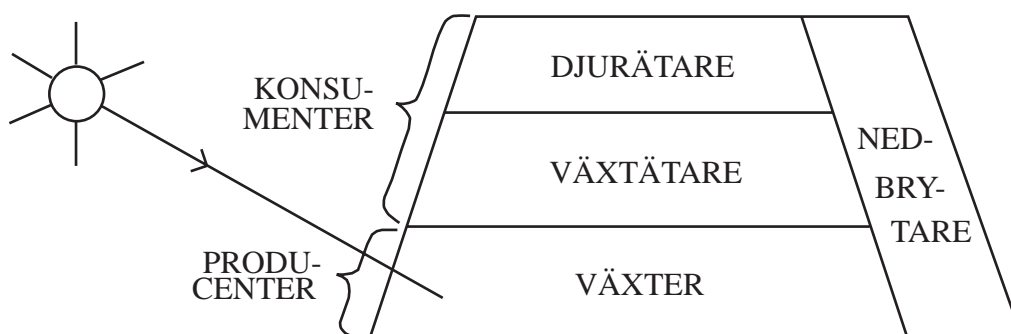 KONSU-
MENTER
PRODU-
CENTER
DJURÄTARE
VÄXTÄTARE
VÄXTER
NED-
BRY-
TARE